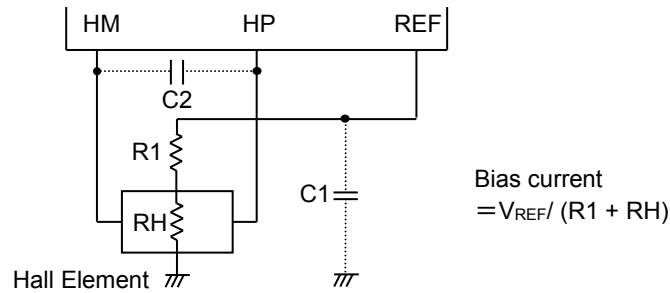 HM HP REF
C2
R1
C1
RH
Hall Element
Bias current
＝VREF/ (R1 + RH)